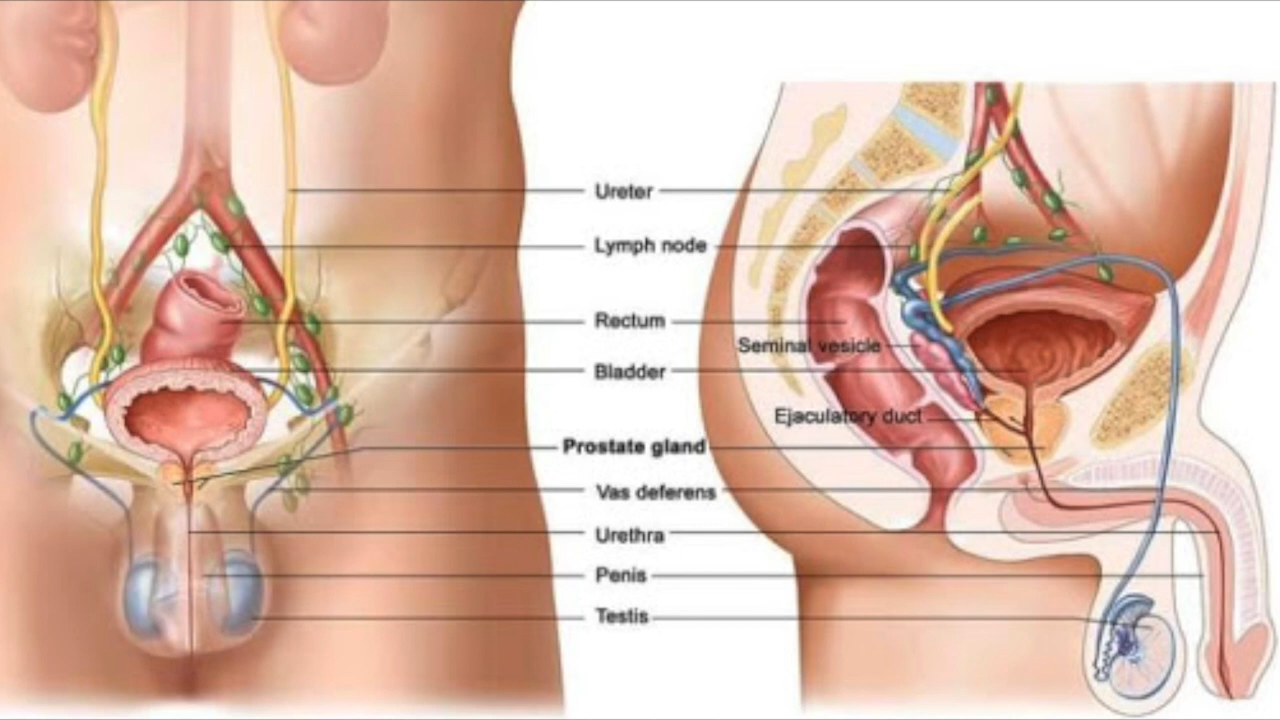 Ureter
Lymph node
Rectum
Seminal vesicle
Bladder
Ejaculatory duct
Prostate gland
Vas deferens
Urethra
Penis
Testis